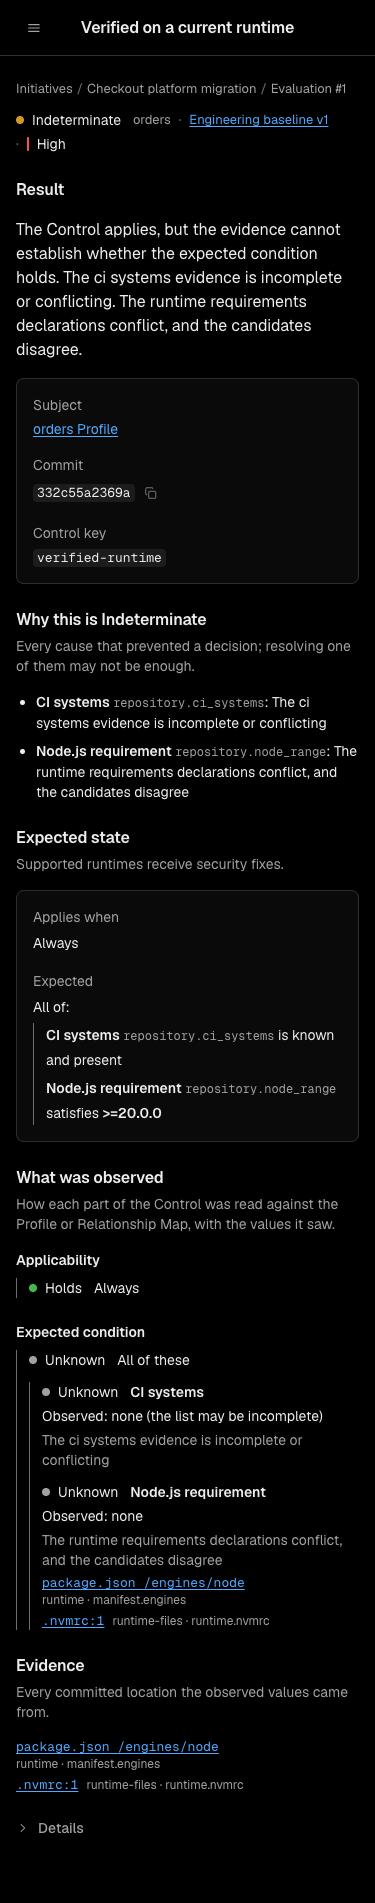 Verified on a current runtime
Initiatives / Checkout platform migration / Evaluation #1
Indeterminate orders · Engineering baseline v1
· High
Result
The Control applies, but the evidence cannot
establish whether the expected condition
holds. The ci systems evidence is incomplete
or conflicting. The runtime requirements
declarations conflict, and the candidates
disagree.
Subject
orders Profile
Commit
332c55a2369a
Control key
verified-runtime
Why this is Indeterminate
Every cause that prevented a decision; resolving one
of them may not be enough.
• CI systems repository.ci_systems: The ci
systems evidence is incomplete or conflicting
• Node.js requirement repository.node_range: The
runtime requirements declarations conflict, and
the candidates disagree
Expected state
Supported runtimes receive security fixes.
Applies when
Always
Expected
All of:
CI systems repository.ci_systems is known
and present
Node.js requirement repository.node_range
satisfies >=20.0.0
What was observed
How each part of the Control was read against the
Profile or Relationship Map, with the values it saw.
Applicability
Holds Always
Expected condition
Unknown All of these
Unknown CI systems
Observed: none (the list may be incomplete)
The ci systems evidence is incomplete or
conflicting
Unknown Node.js requirement
Observed: none
The runtime requirements declarations conflict,
and the candidates disagree
package.json /engines/node
runtime · manifest.engines
.nvmrc:1 runtime-files · runtime.nvmrc
Evidence
Every committed location the observed values came
from.
package.json /engines/node
runtime · manifest.engines
.nvmrc:1 runtime-files · runtime.nvmrc
Details